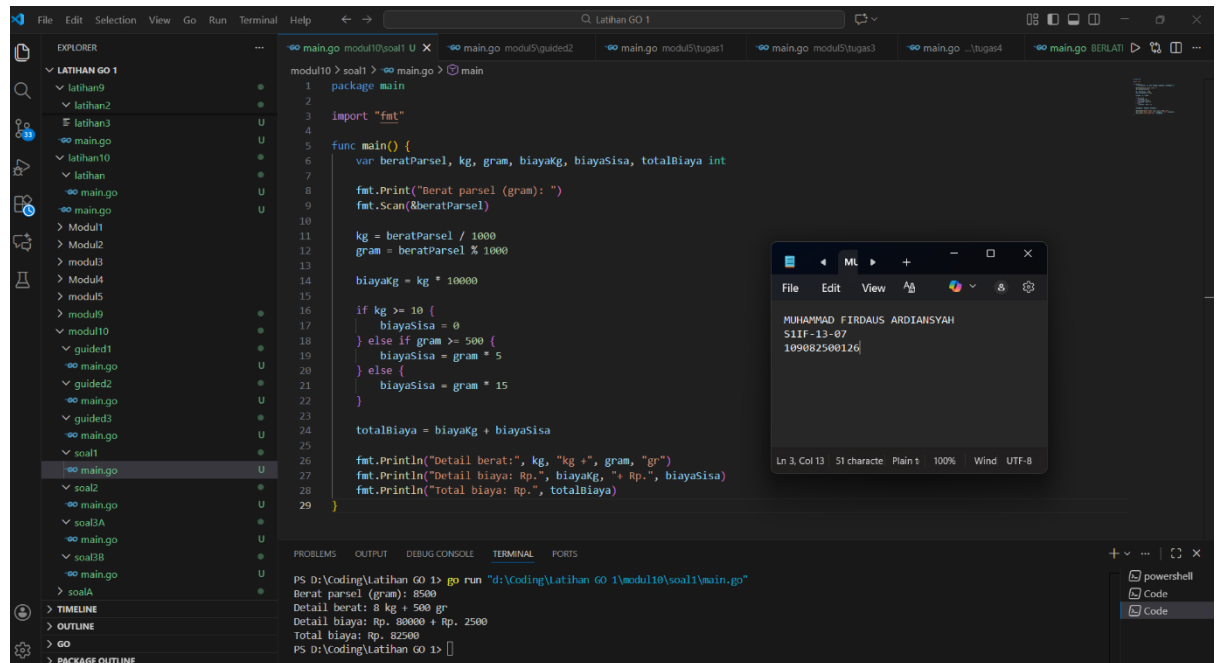 File Edit Selection View Go Run Terminal Help
Latihan GO 1
EXPLORER
LATIHAN GO 1
latihan9
latihan2
latihan3 U
main.go U
latihan10
latihan
main.go U
main.go U
Modul1
Modul2
modul3
Modul4
modul5
modul9
modul10
guided1
main.go U
guided2
main.go U
guided3
main.go U
soal1
main.go U
soal2
main.go U
soal3A
main.go U
soal3B
main.go U
soalA
TIMELINE
OUTLINE
GO
PACKAGE OUTLINE
33
main.go modul10\soal1 U
main.go modul5\guided2
main.go modul5\tugas1
main.go modul5\tugas3
main.go ...\tugas4
main.go BERLATI
modul10 > soal1 > main.go > main
1 package main
2
3 import "fmt"
4
5 func main() {
6 var beratParsel, kg, gram, biayaKg, biayaSisa, totalBiaya int
7
8 fmt.Print("Berat parsel (gram): ")
9 fmt.Scan(&beratParsel)
10
11 kg = beratParsel / 1000
12 gram = beratParsel % 1000
13
14 biayaKg = kg * 10000
15
16 if kg >= 10 {
17 biayaSisa = 0
18 } else if gram >= 500 {
19 biayaSisa = gram * 5
20 } else {
21 biayaSisa = gram * 15
22 }
23
24 totalBiaya = biayaKg + biayaSisa
25
26 fmt.Println("Detail berat:", kg, "kg +", gram, "gr")
27 fmt.Println("Detail biaya: Rp.", biayaKg, "+ Rp.", biayaSisa)
28 fmt.Println("Total biaya: Rp.", totalBiaya)
29 }
MU
File Edit View
MUHAMMAD FIRDAUS ARDIANSYAH
S1IF-13-07
109082500126
Ln 3, Col 13 51 characte Plain t 100% Wind UTF-8
PROBLEMS OUTPUT DEBUG CONSOLE TERMINAL PORTS
PS D:\Coding\Latihan GO 1> go run "d:\Coding\Latihan GO 1\modul10\soal1\main.go"
Berat parsel (gram): 8500
Detail berat: 8 kg + 500 gr
Detail biaya: Rp. 80000 + Rp. 2500
Total biaya: Rp. 82500
PS D:\Coding\Latihan GO 1>
powershell
Code
Code